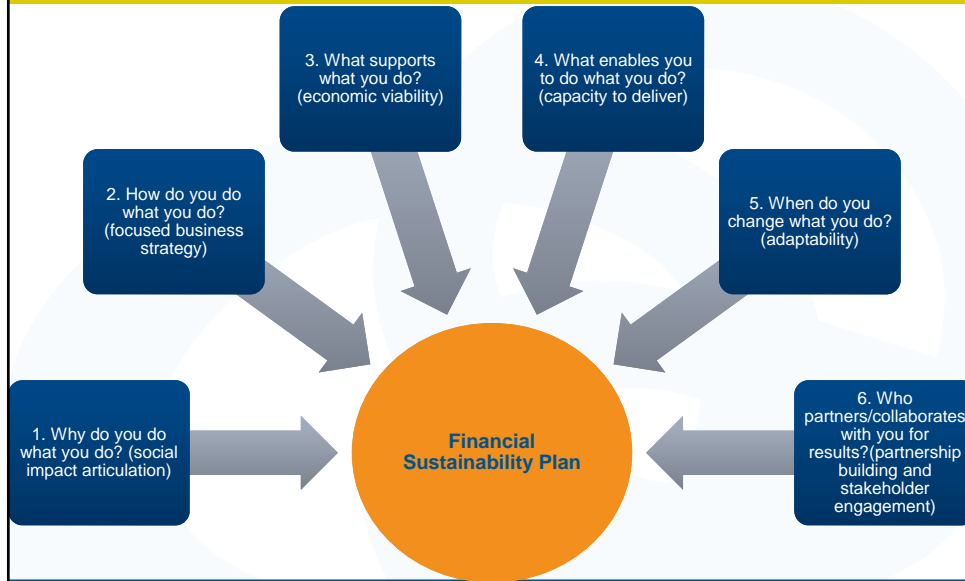 1. Why do you do
what you do? (social
impact articulation)
2. How do you do
what you do?
(focused business
strategy)
3. What supports
what you do?
(economic viability)
4. What enables you
to do what you do?
(capacity to deliver)
5. When do you
change what you do?
(adaptability)
6. Who
partners/collaborates
with you for
results?(partnership
building and
stakeholder
engagement)
Financial
Sustainability Plan